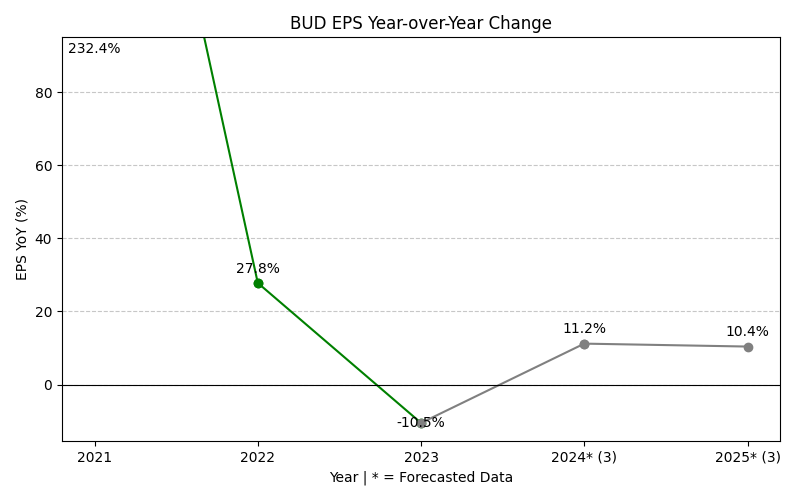 BUD EPS Year-over-Year Change
232.4%
80
60
40
20
0
EPS YoY (%)
27.8%
-10.5%
11.2%
10.4%
2021 2022 2023 2024* (3) 2025* (3)
Year | * = Forecasted Data